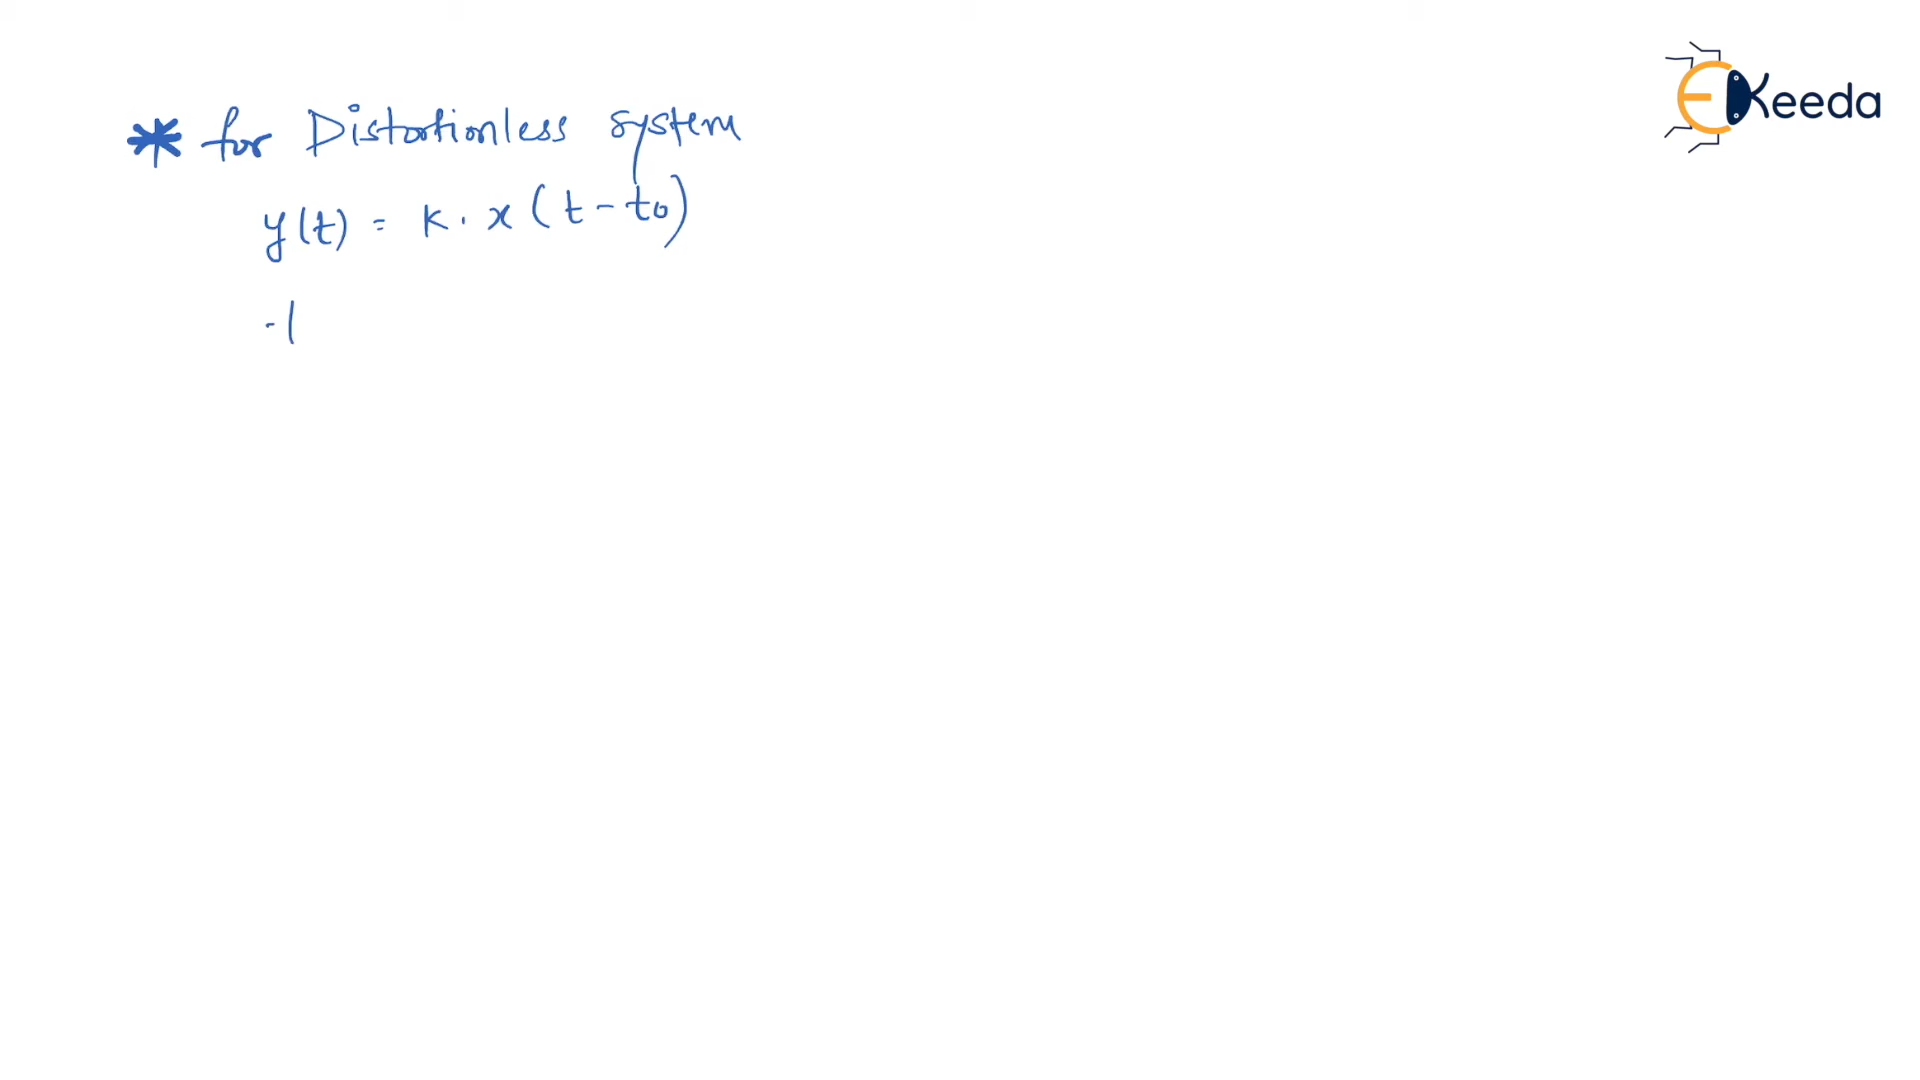 * for Distortionless system
y(t) = k . x (t - t0)
EKeeda